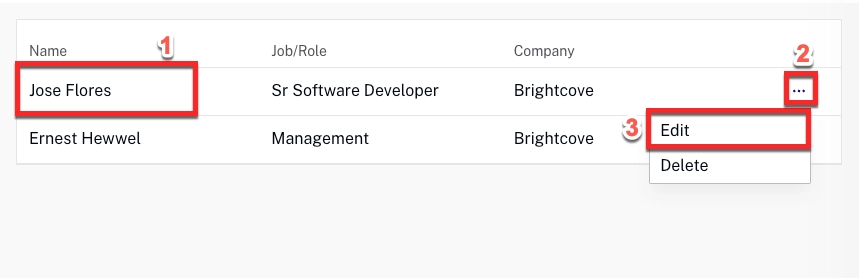 Name 1 Job/Role Company 2
Jose Flores Sr Software Developer Brightcove ...
Ernest Hewwel Management Brightcove 3 Edit
Delete